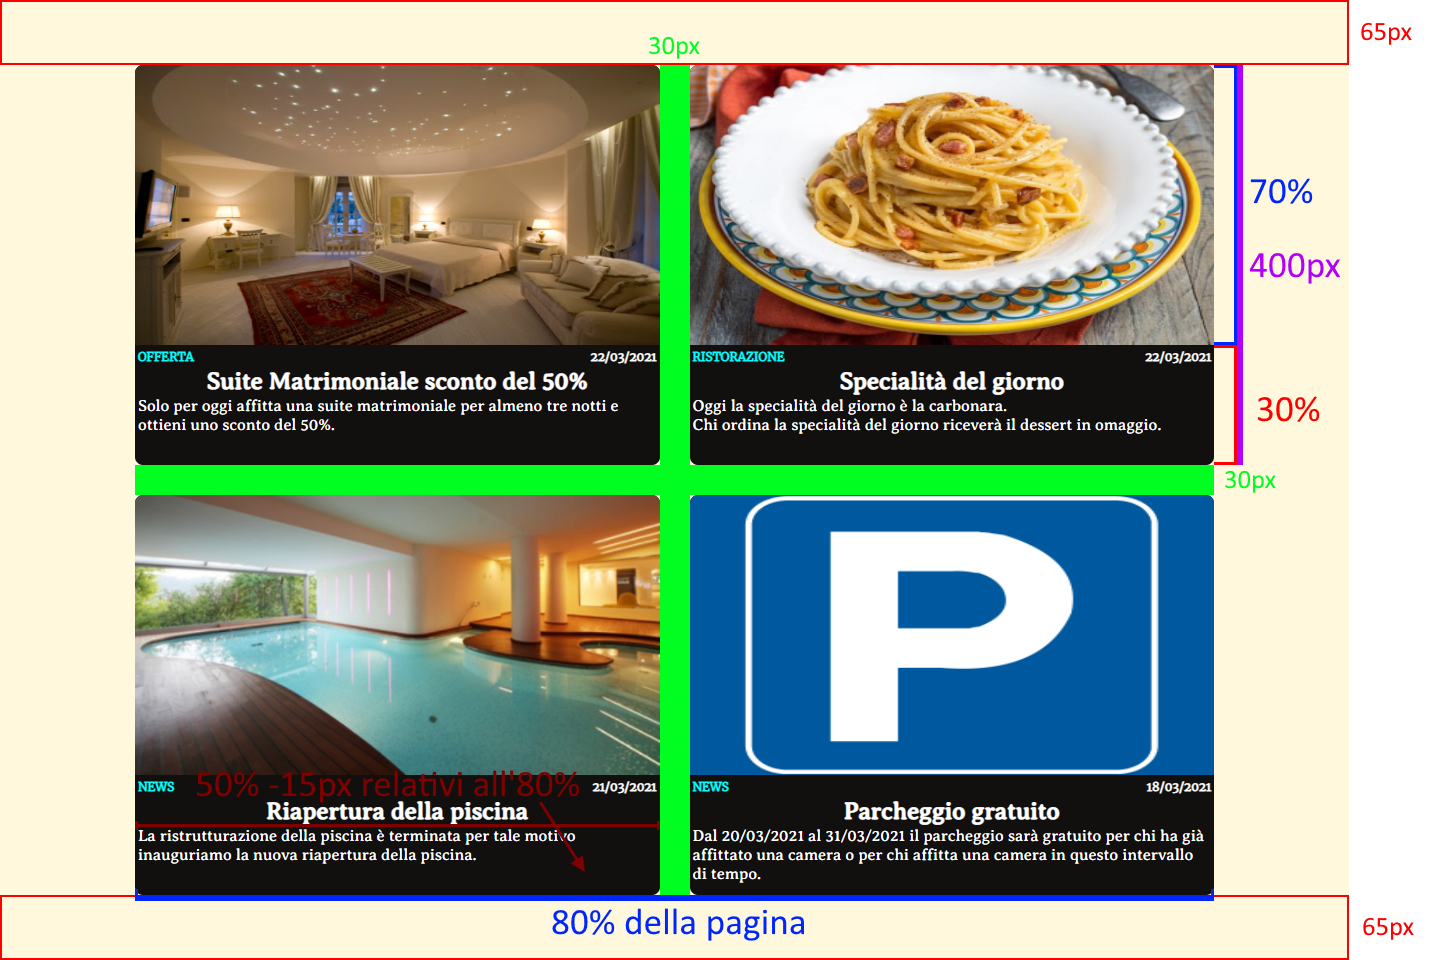 65px
30px
70%
400px
OFFERTA 22/03/2021
Suite Matrimoniale sconto del 50%
Solo per oggi affitta una suite matrimoniale per almeno tre notti e
ottieni uno sconto del 50%.
RISTORAZIONE 22/03/2021
Specialità del giorno
Oggi la specialità del giorno è la carbonara.
Chi ordina la specialità del giorno riceverà il dessert in omaggio.
30%
30px
P
50% -15px relativi all'80%
NEWS 21/03/2021
Riapertura della piscina
La ristrutturazione della piscina è terminata per tale motivo
inauguriamo la nuova riapertura della piscina.
NEWS 18/03/2021
Parcheggio gratuito
Dal 20/03/2021 al 31/03/2021 il parcheggio sarà gratuito per chi ha già
affittato una camera o per chi affitta una camera in questo intervallo
di tempo.
80% della pagina
65px